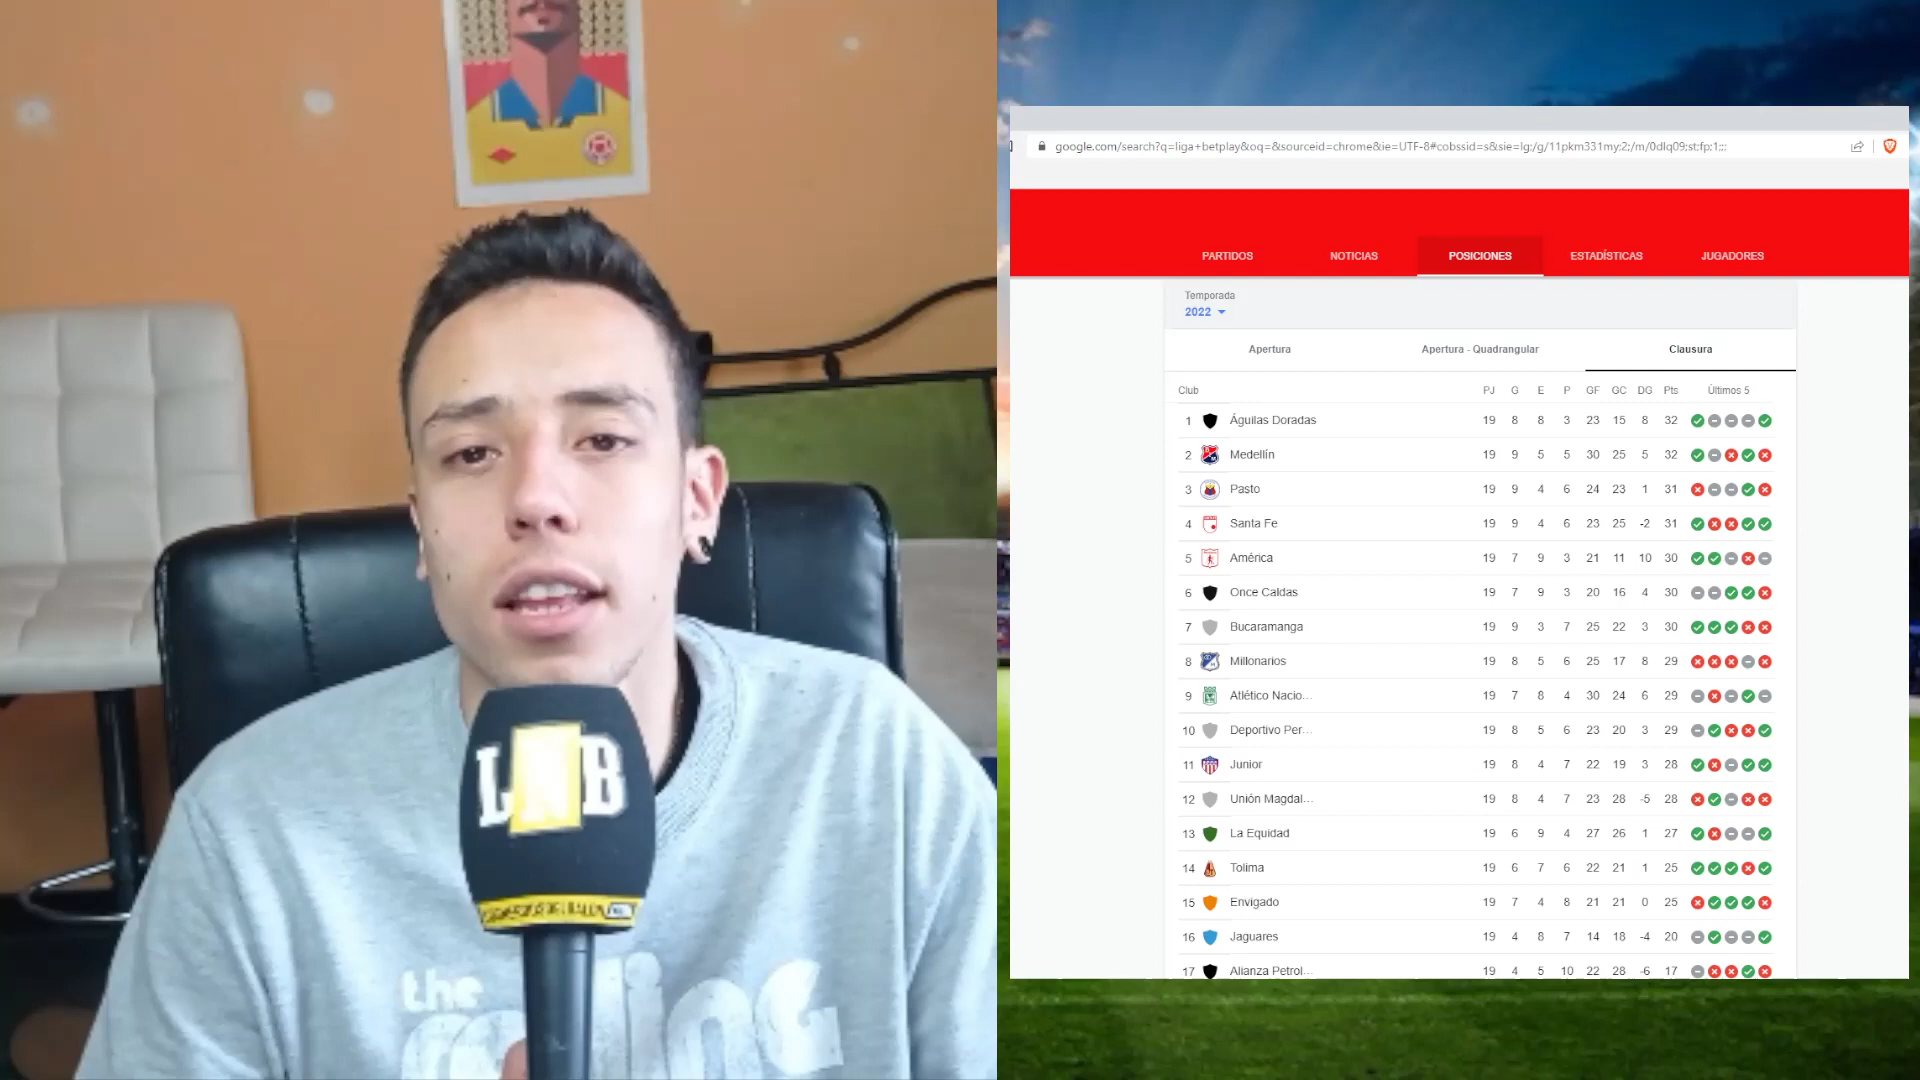 LNB
the
google.com/search?q=liga+betplay&oq=&sourceid=chrome&ie=UTF-8#cobssid=s&sie=lg;/g/11pkm331my;2;/m/0dlq09;st;fp;1;;;
PARTIDOS NOTICIAS POSICIONES ESTADÍSTICAS JUGADORES
Temporada
2022
Apertura Apertura - Quadrangular Clausura
Club PJ G E P GF GC DG Pts Últimos 5
1 Águilas Doradas 19 8 8 3 23 15 8 32
2 Medellín 19 9 5 5 30 25 5 32
3 Pasto 19 9 4 6 24 23 1 31
4 Santa Fe 19 9 4 6 23 25 -2 31
5 América 19 7 9 3 21 11 10 30
6 Once Caldas 19 7 9 3 20 16 4 30
7 Bucaramanga 19 9 3 7 25 22 3 30
8 Millonarios 19 8 5 6 25 17 8 29
9 Atlético Nacio... 19 7 8 4 30 24 6 29
10 Deportivo Per... 19 8 5 6 23 20 3 29
11 Junior 19 8 4 7 22 19 3 28
12 Unión Magdal... 19 8 4 7 23 28 -5 28
13 La Equidad 19 6 9 4 27 26 1 27
14 Tolima 19 6 7 6 22 21 1 25
15 Envigado 19 7 4 8 21 21 0 25
16 Jaguares 19 4 8 7 14 18 -4 20
17 Alianza Petrol... 19 4 5 10 22 28 -6 17